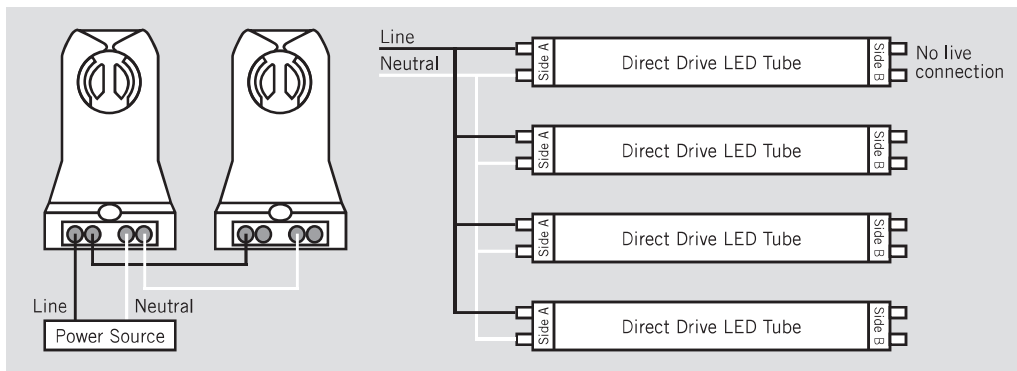 Line
Neutral
Power Source
Line
Neutral
Side A
Direct Drive LED Tube
Side B
No live
connection
Side A
Direct Drive LED Tube
Side B
Side A
Direct Drive LED Tube
Side B
Side A
Direct Drive LED Tube
Side B